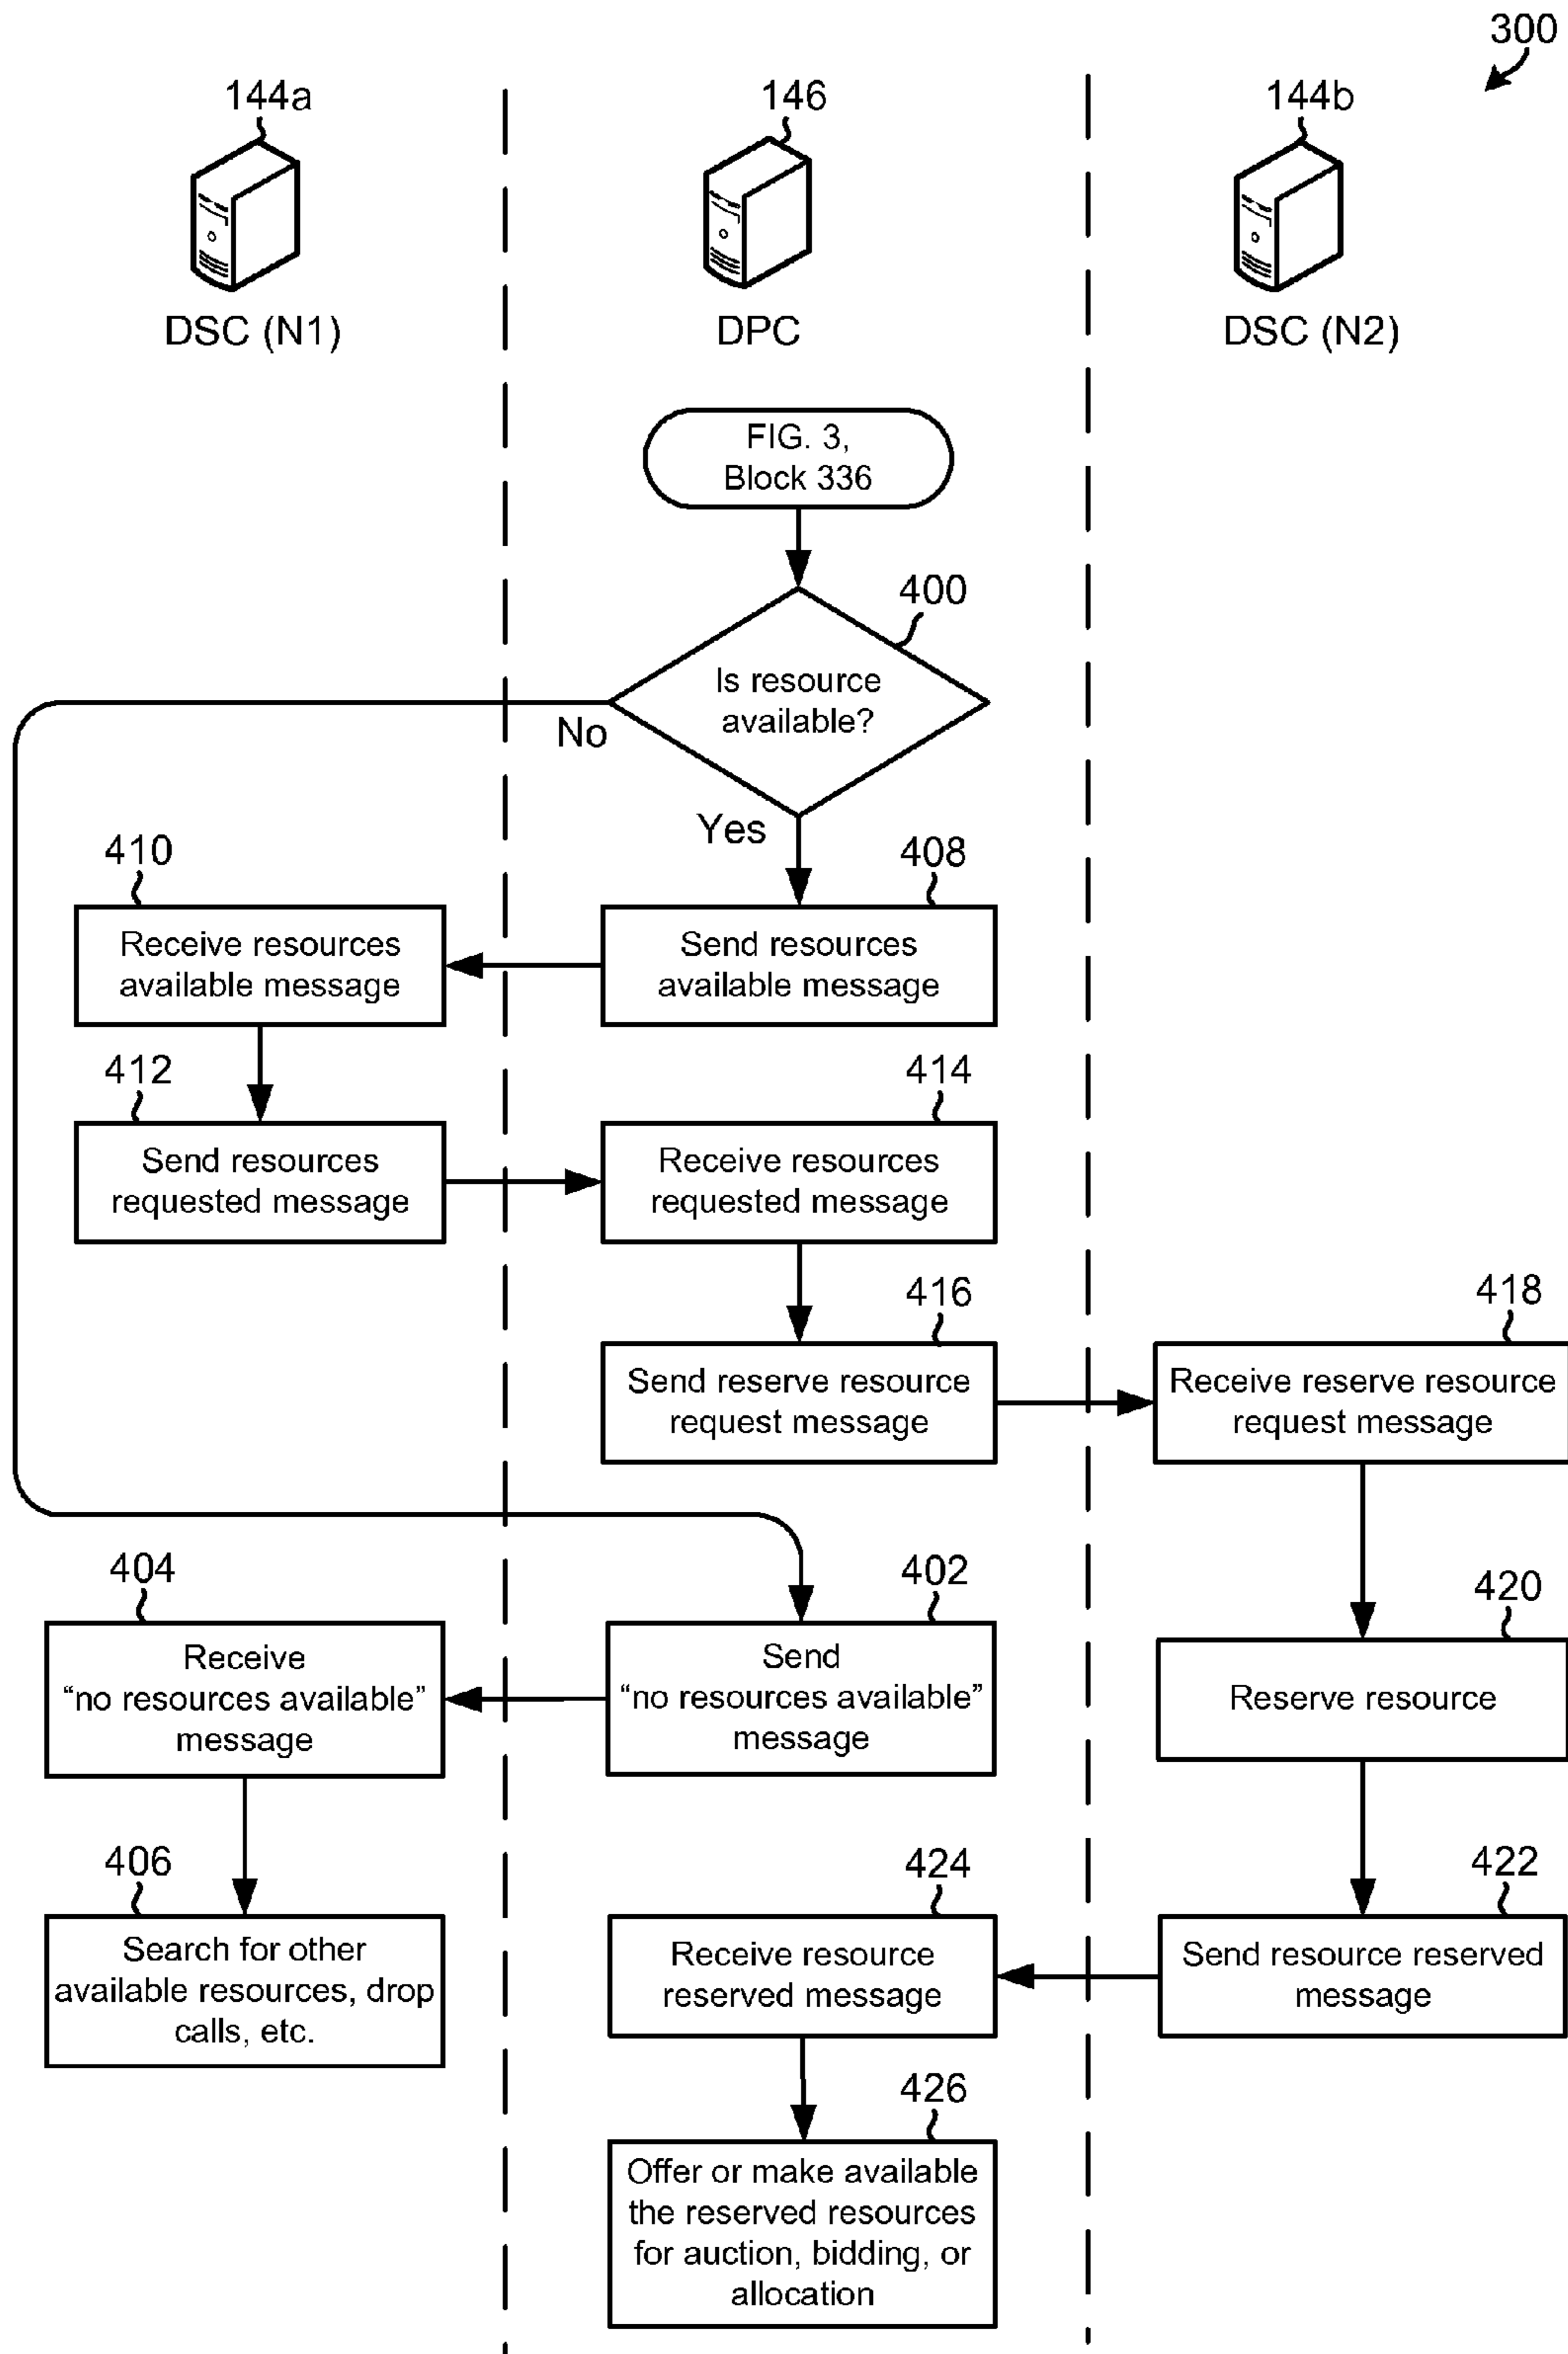 300
144a
146
144b
DSC (N1)
DPC
DSC (N2)
FIG. 3,
Block 336
400
Is resource
available?
No
Yes
410
408
Receive resources
available message
Send resources
available message
412
414
Send resources
requested message
Receive resources
requested message
416
418
Send reserve resource
request message
Receive reserve resource
request message
404
402
420
Receive
“no resources available”
message
Send
“no resources available”
message
Reserve resource
406
424
422
Search for other
available resources, drop
calls, etc.
Receive resource
reserved message
Send resource reserved
message
426
Offer or make available
the reserved resources
for auction, bidding, or
allocation